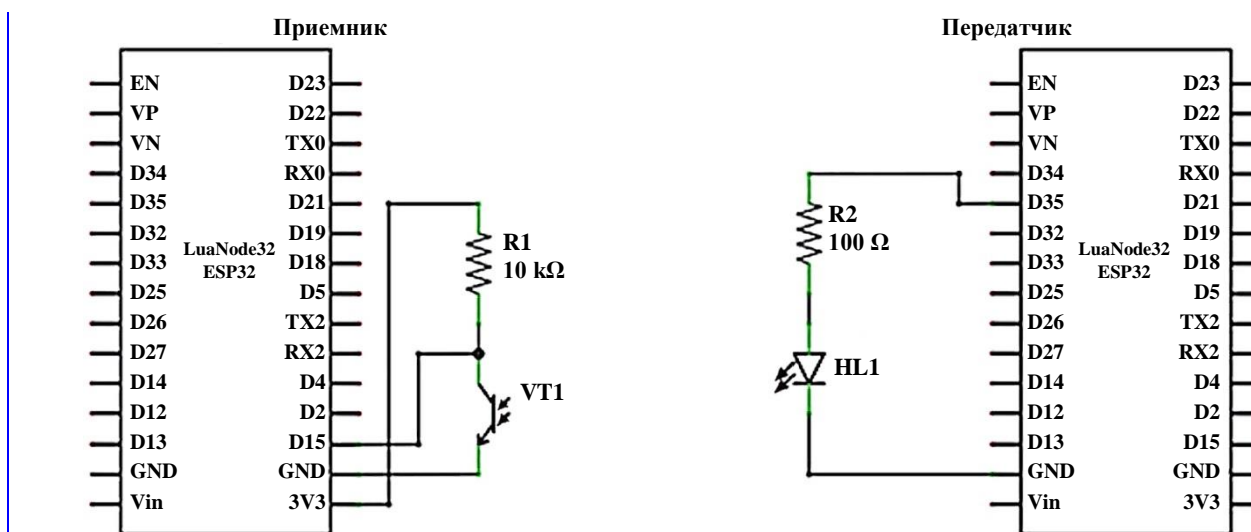 Приемник
EN
VP
VN
D34
D35
D32
D33
D25
D26
D27
D14
D12
D13
GND
Vin
LuaNode32
ESP32
D23
D22
TX0
RX0
D21
D19
D18
D5
TX2
RX2
D4
D2
D15
GND
3V3
R1
10 kΩ
VT1
Передатчик
R2
100 Ω
HL1
EN
VP
VN
D34
D35
D32
D33
D25
D26
D27
D14
D12
D13
GND
Vin
LuaNode32
ESP32
D23
D22
TX0
RX0
D21
D19
D18
D5
TX2
RX2
D4
D2
D15
GND
3V3